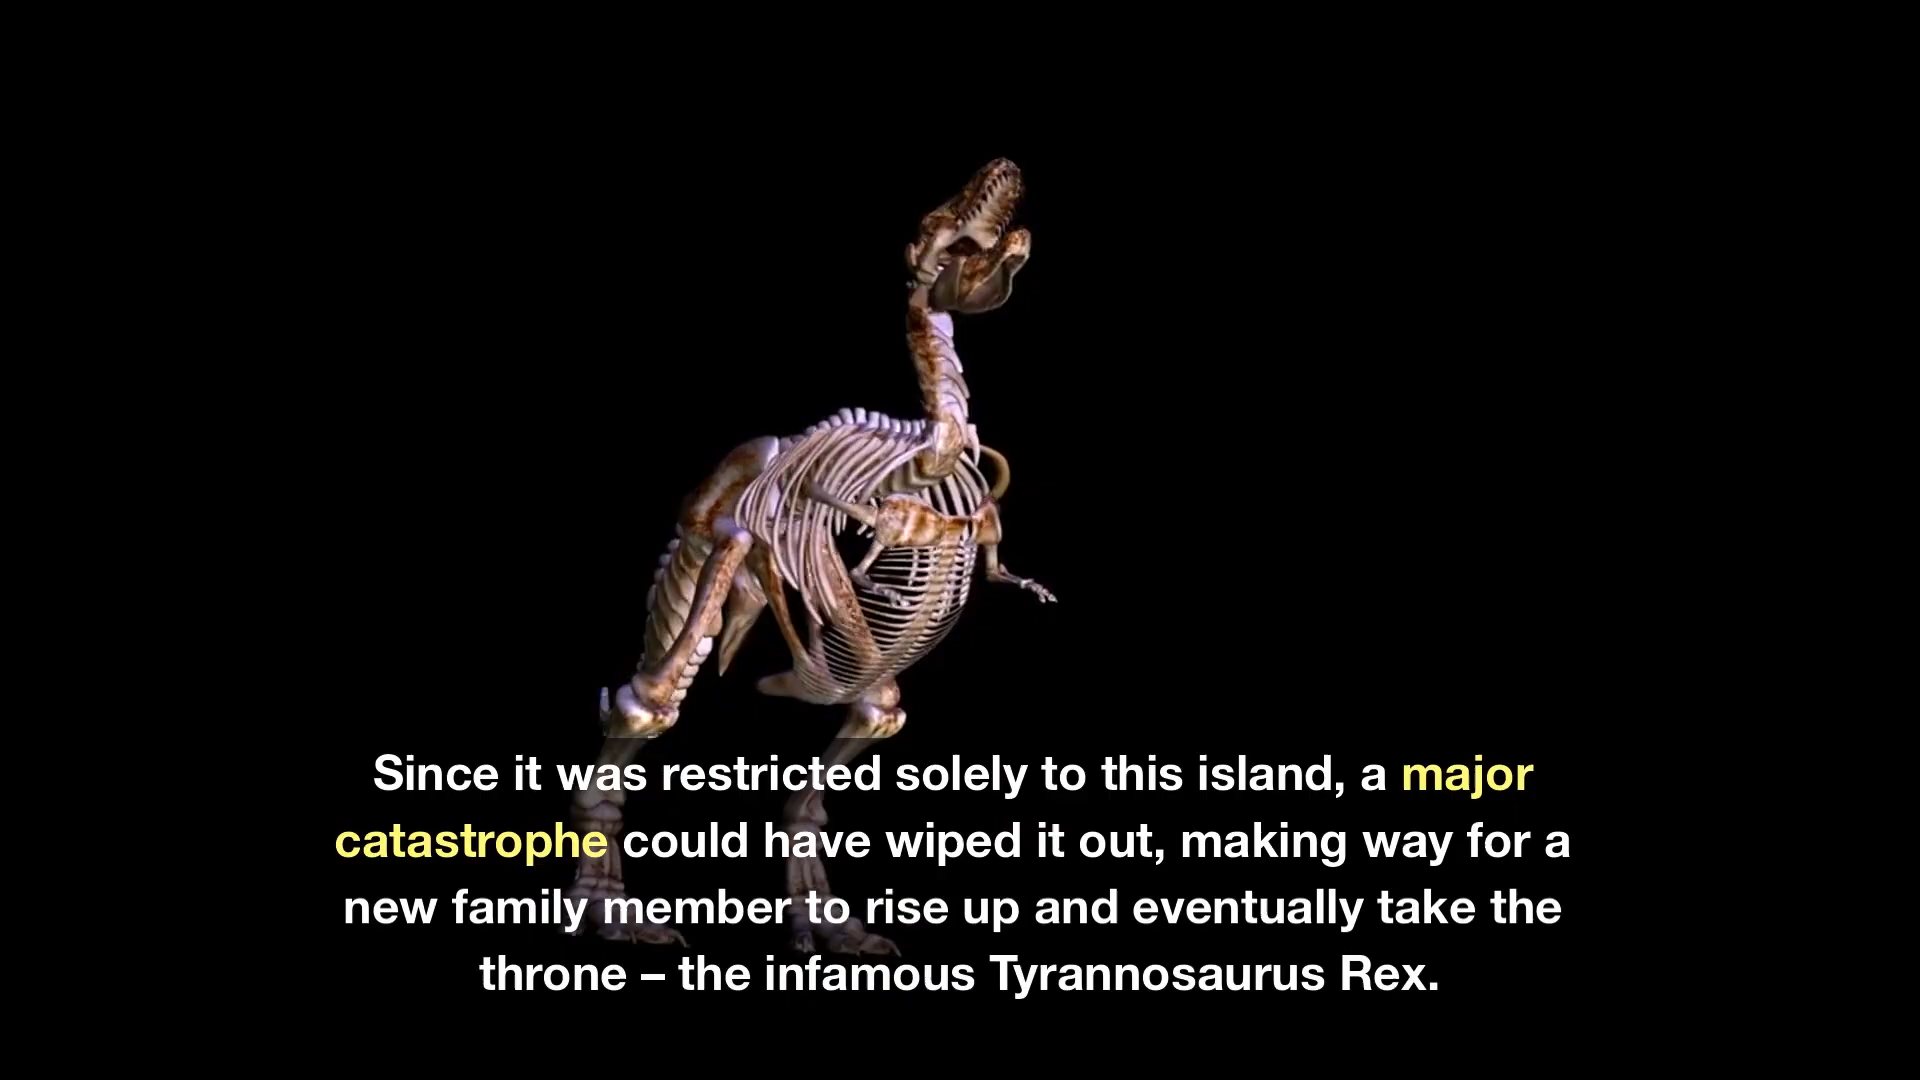 Since it was restricted solely to this island, a major
catastrophe could have wiped it out, making way for a
new family member to rise up and eventually take the
throne – the infamous Tyrannosaurus Rex.